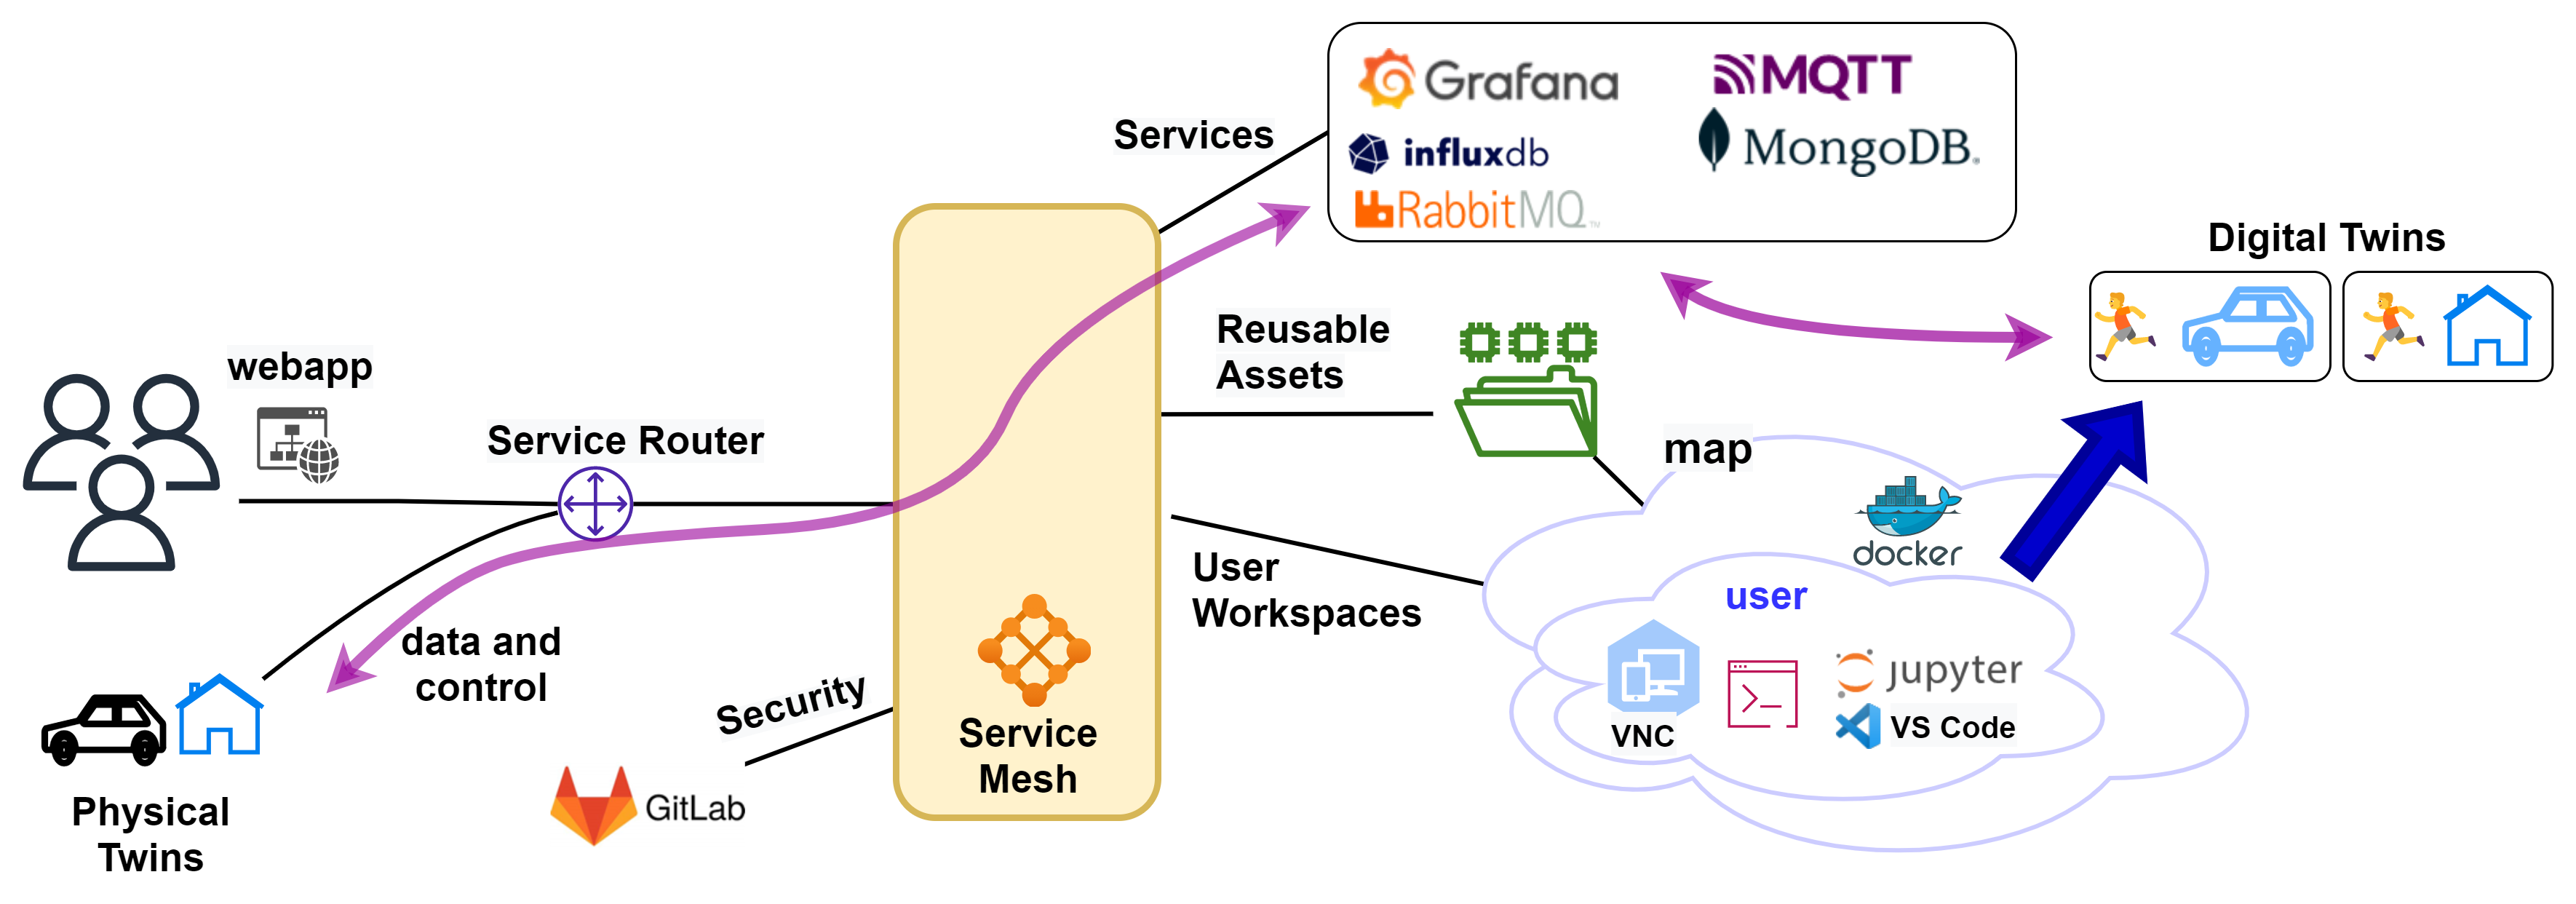 Grafana
MQTT
influxdb
MongoDB®
RabbitMQ™
Services
Digital Twins
Reusable
Assets
webapp
Service Router
map
docker
user
User
Workspaces
data and
control
Security
VNC
jupyter
VS Code
Service
Mesh
GitLab
Physical
Twins